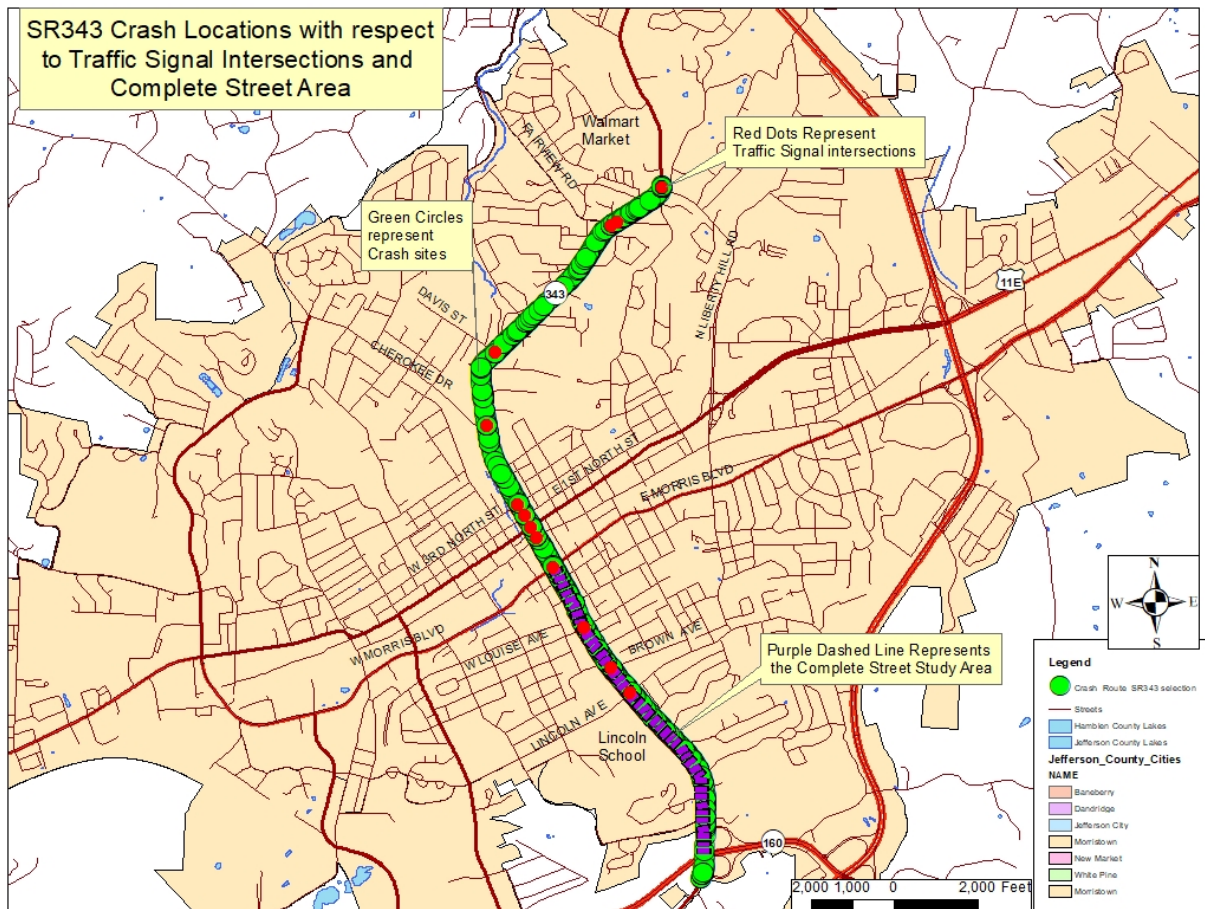 SR343 Crash Locations with respect
to Traffic Signal Intersections and
Complete Street Area
Walmart
Market
FAIRVIEW RD
Red Dots Represent
Traffic Signal intersections
Green Circles
represent
Crash sites
N LIBERTY HILL RD
11E
343
DAVIS ST
CHEROKEE DR
E 1ST NORTH ST
E MORRIS BLVD
W 3RD NORTH ST
W MORRIS BLVD
W LOUISE AVE
BROWN AVE
Purple Dashed Line Represents
the Complete Street Study Area
LINCOLN AVE
Lincoln
School
160
N
W E
S
Legend
Crash Route SR343 selection
Streets
Hamblen County Lakes
Jefferson County Lakes
Jefferson_County_Cities
NAME
Baneberry
Dandridge
Jefferson City
Morristown
New Market
White Pine
Morristown
2,000 1,000 0 2,000 Feet